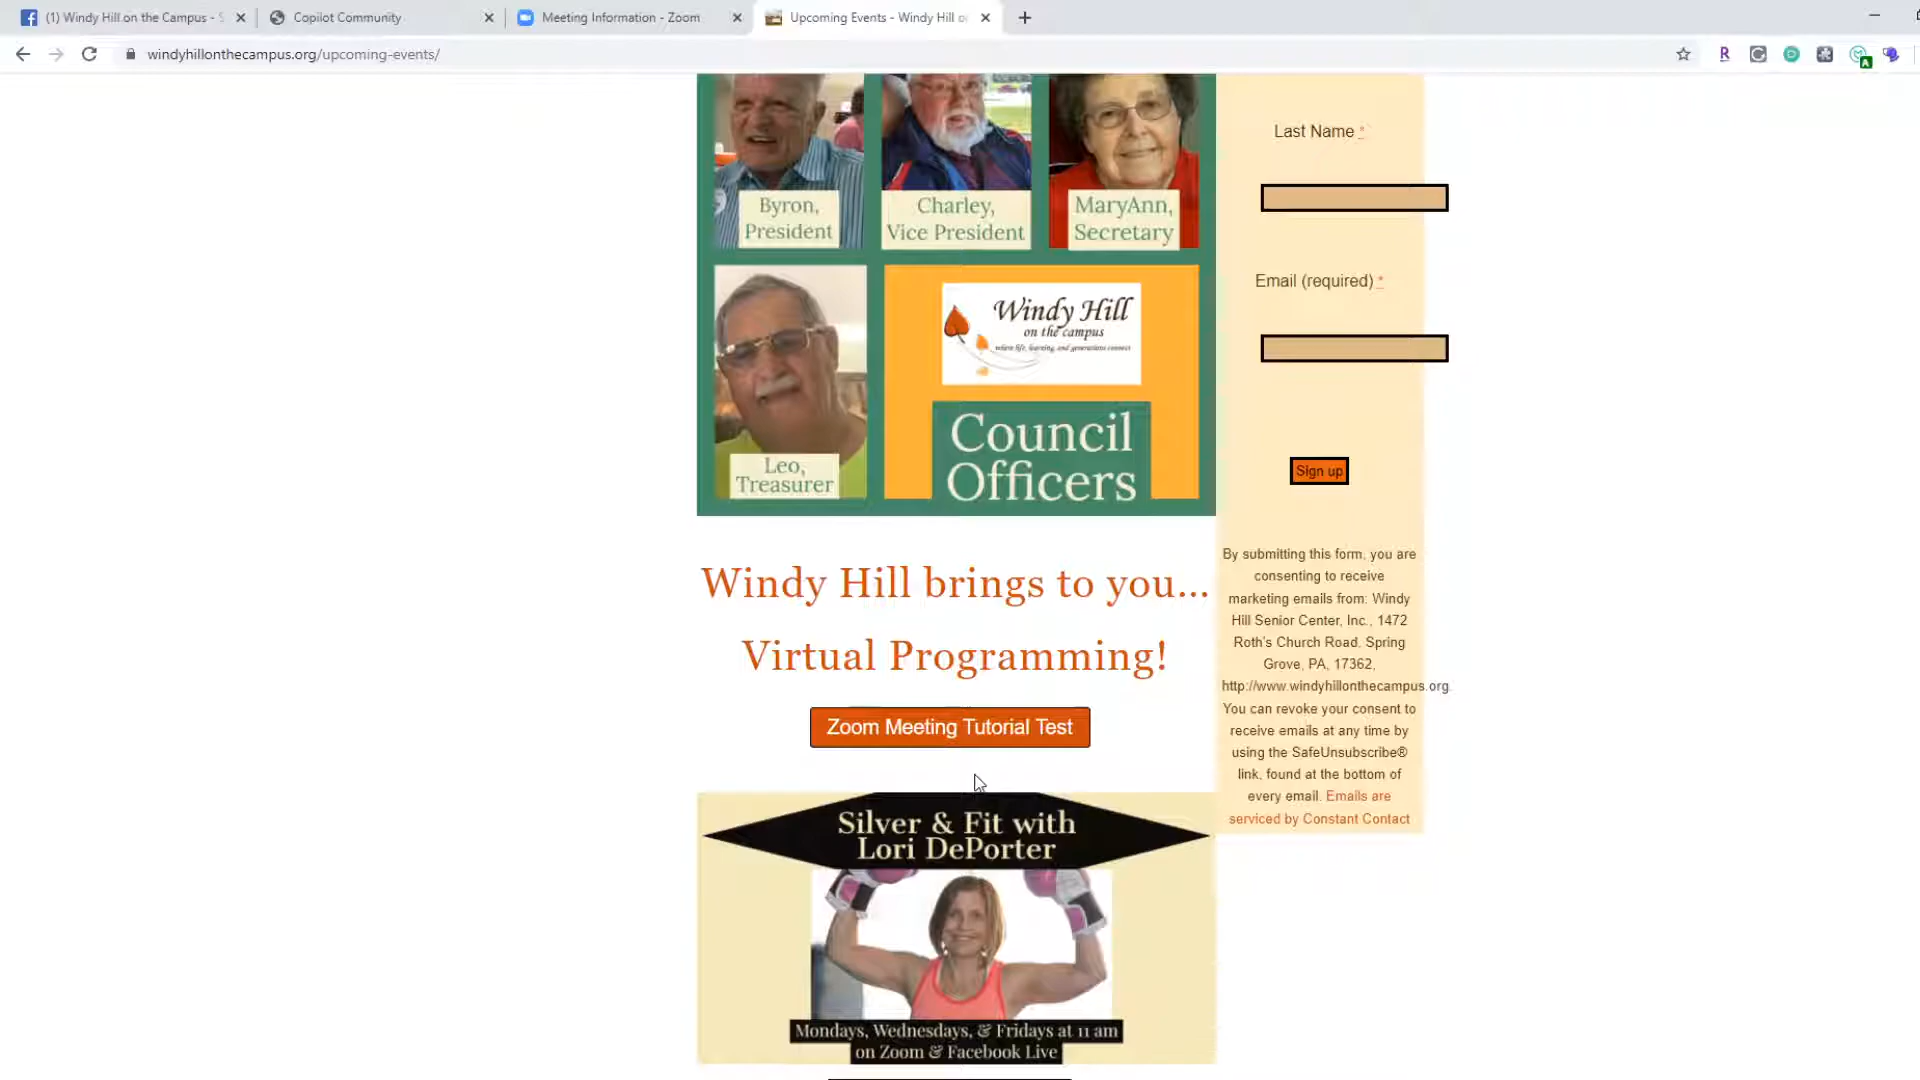 (1) Windy Hill on the Campus -
Copilot Community
Meeting Information - Zoom
Upcoming Events - Windy Hill
windyhillonthecampus.org/upcoming-events/
Byron,
President
Charley,
Vice President
MaryAnn,
Secretary
Leo,
Treasurer
Windy Hill
on the campus
where life, learning, and generations connect
Council
Officers
Windy Hill brings to you...
Virtual Programming!
Zoom Meeting Tutorial Test
Silver & Fit with
Lori DePorter
Mondays, Wednesdays, & Fridays at 11 am
on Zoom & Facebook Live
Last Name *
Email (required) *
Sign up
By submitting this form, you are
consenting to receive
marketing emails from: Windy
Hill Senior Center, Inc., 1472
Roth's Church Road, Spring
Grove, PA, 17362,
http://www.windyhillonthecampus.org.
You can revoke your consent to
receive emails at any time by
using the SafeUnsubscribe®
link, found at the bottom of
every email. Emails are
serviced by Constant Contact